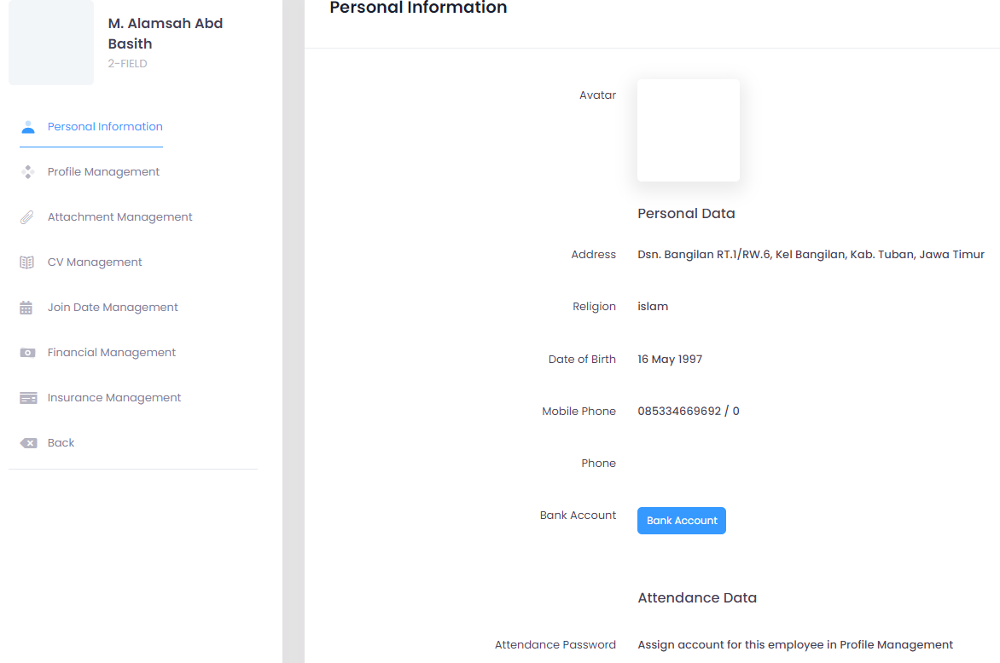 M. Alamsah Abd
Basith
2-FIELD
Personal Information
Profile Management
Attachment Management
CV Management
Join Date Management
Financial Management
Insurance Management
Back
Personal Information
Avatar
Personal Data
Address Dsn. Bangilan RT.1/RW.6, Kel Bangilan, Kab. Tuban, Jawa Timur
Religion islam
Date of Birth 16 May 1997
Mobile Phone 085334669692 / 0
Phone
Bank Account Bank Account
Attendance Data
Attendance Password Assign account for this employee in Profile Management